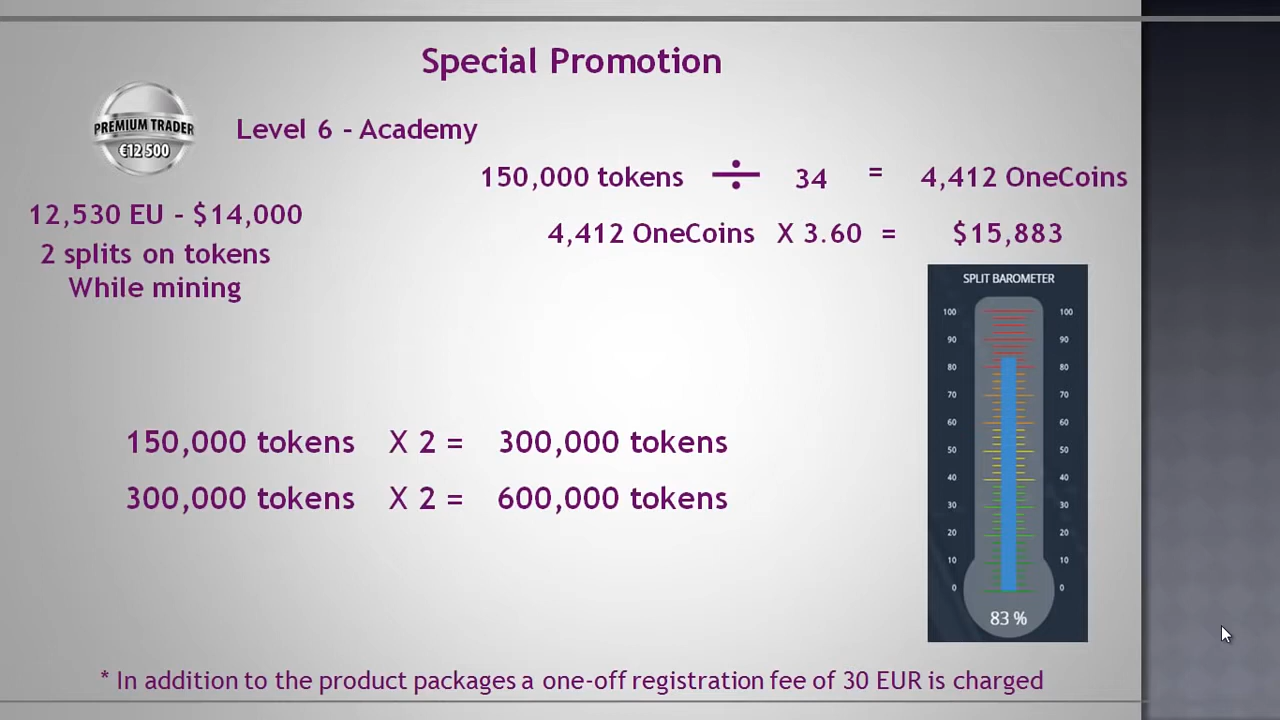 Special Promotion
PREMIUM TRADER
€12 500
Level 6 - Academy
150,000 tokens ÷ 34 = 4,412 OneCoins
12,530 EU - $14,000
4,412 OneCoins X 3.60 = $15,883
2 splits on tokens
While mining
SPLIT BAROMETER
100 100
90 90
80 80
70 70
60 60
50 50
40 40
30 30
20 20
10 10
0 0
83 %
150,000 tokens X 2 = 300,000 tokens
300,000 tokens X 2 = 600,000 tokens
* In addition to the product packages a one-off registration fee of 30 EUR is charged